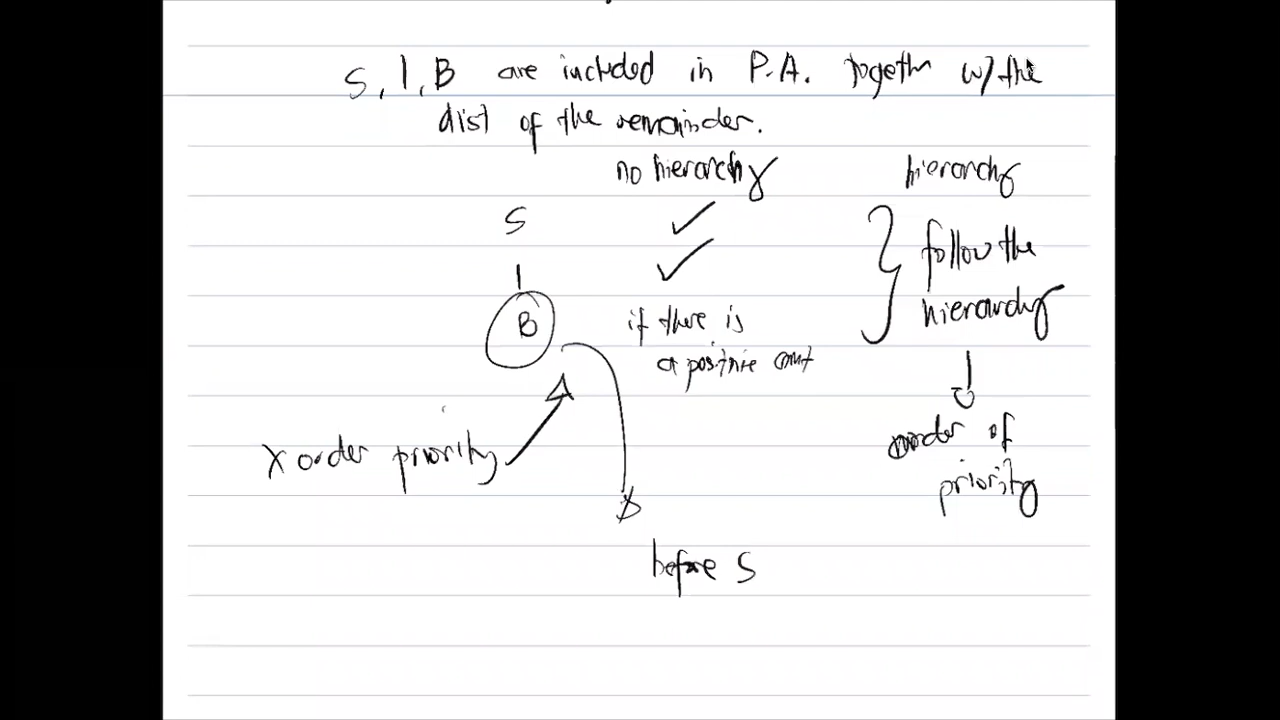 S, I, B are included in P.A. together w/ the
dist of the remainder.
no hierarchy hierarchy
S ✓ follow the
I ✓ hierarchy
B if there is
a positive amt
order of
X order priority priority
before S